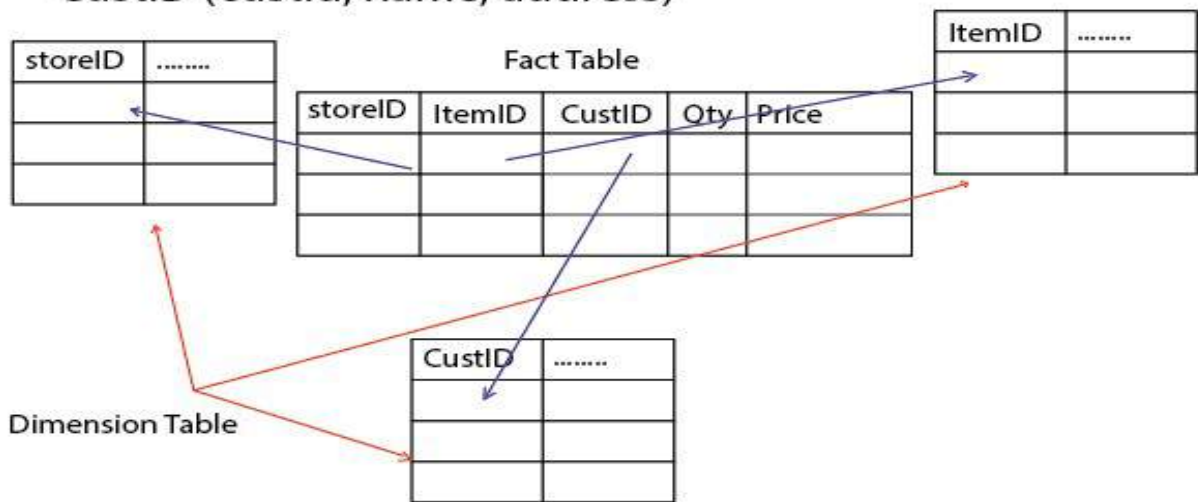 storeID ........
Fact Table
ItemID ........
storeID ItemID CustID Qty Price
CustID ........
Dimension Table